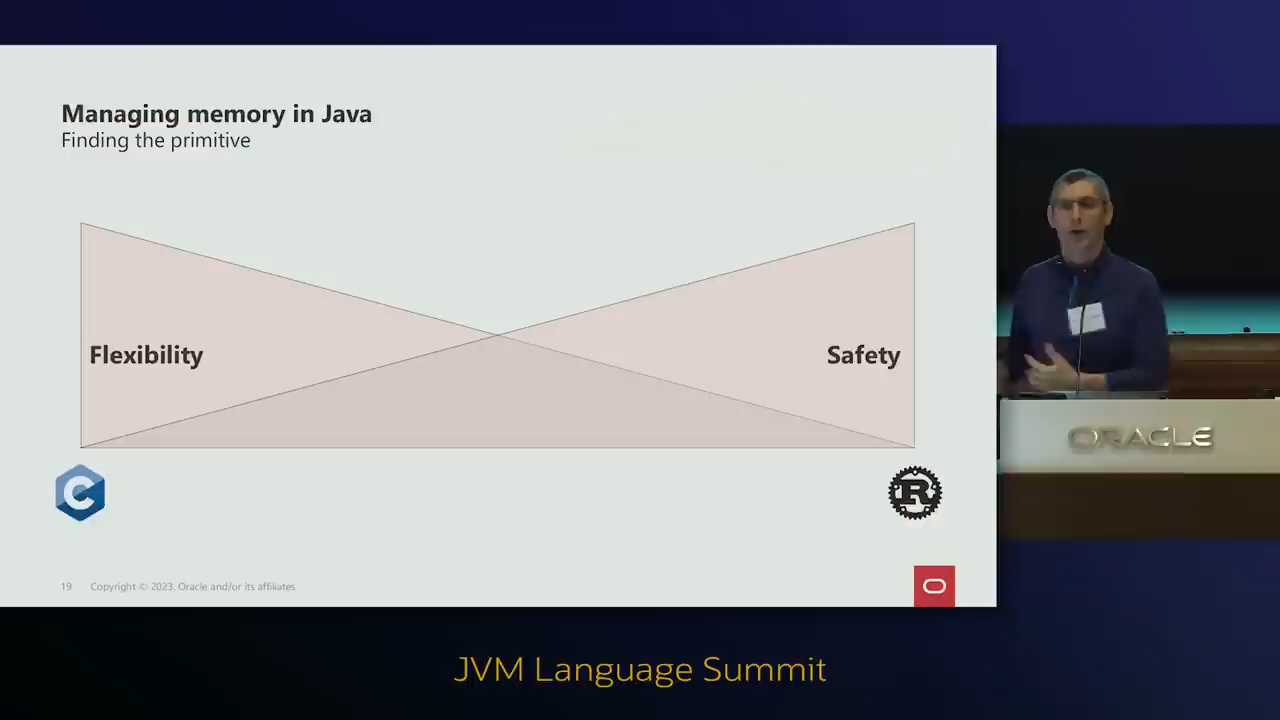 Managing memory in Java
Finding the primitive
Flexibility
Safety
C
R
19 Copyright © 2023, Oracle and/or its affiliates
ORACLE
JVM Language Summit